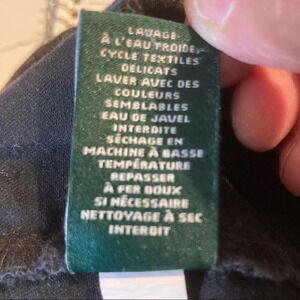 LAVAGE
À L'EAU FROIDE,
CYCLE TEXTILES
DÉLICATS
LAVER AVEC DES
COULEURS
SEMBLABLES
EAU DE JAVEL
INTERDITE
SÉCHAGE EN
MACHINE À BASSE
TEMPÉRATURE
REPASSER
À FER DOUX
SI NÉCESSAIRE
NETTOYAGE À SEC
INTERDIT